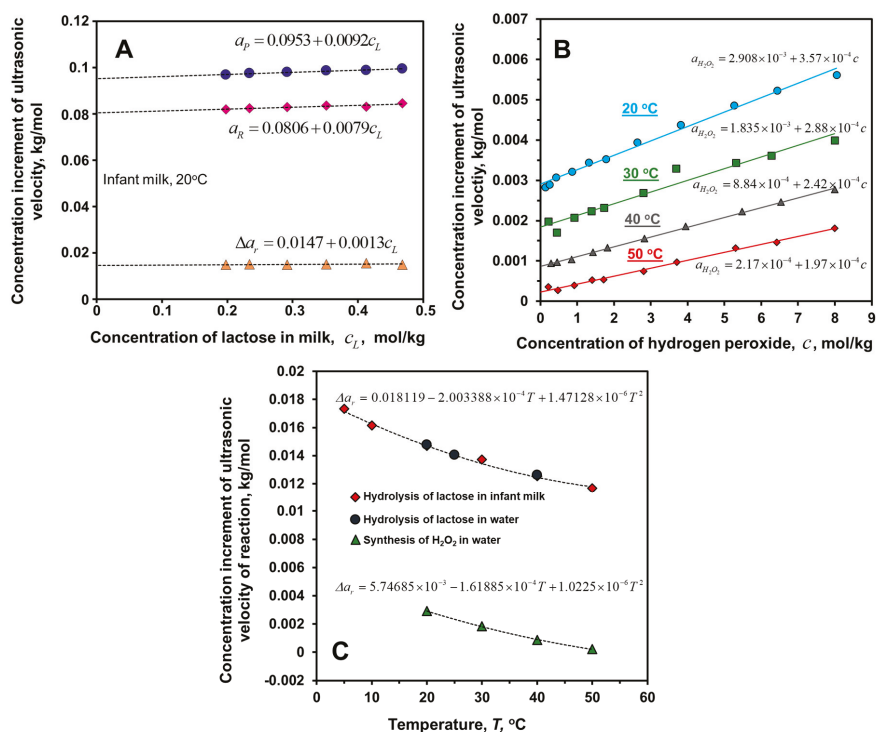 A
a_P = 0.0953+0.0092c_L
a_R = 0.0806+0.0079c_L
Infant milk, 20°C
Δa_r = 0.0147+0.0013c_L
0.12
0.1
0.08
0.06
0.04
0.02
0
0
0.1
0.2
0.3
0.4
0.5
Concentration increment of ultrasonic
velocity, kg/mol
Concentration of lactose in milk, c_L, mol/kg
B
a_{H_2O_2} = 2.908×10^{-3} + 3.57^{-4} c
20 °C
a_{H_2O_2} = 1.835×10^{-3} + 2.88^{-4} c
30 °C
a_{H_2O_2} = 8.84×10^{-4} + 2.42^{-4} c
40 °C
50 °C
a_{H_2O_2} = 2.17×10^{-4} + 1.97^{-4} c
0.007
0.006
0.005
0.004
0.003
0.002
0.001
0
0
1
2
3
4
5
6
7
8
9
Concentration increment of ultrasonic
veloctiy, kg/mol
Concentration of hydrogen peroxide, c, mol/kg
Δa_r = 0.018119 − 2.003388×10^{-4} T + 1.47128×10^{-6} T^2
Hydrolysis of lactose in infant milk
Hydrolysis of lactose in water
Synthesis of H_2O_2 in water
Δa_r = 5.74685×10^{-3} − 1.61885×10^{-4} T + 1.0225×10^{-6} T^2
C
0.02
0.018
0.016
0.014
0.012
0.01
0.008
0.006
0.004
0.002
0
-0.002
0
10
20
30
40
50
60
Concentration increment of ultrasonic
velocity of reaction, kg/mol
Temperature, T, °C